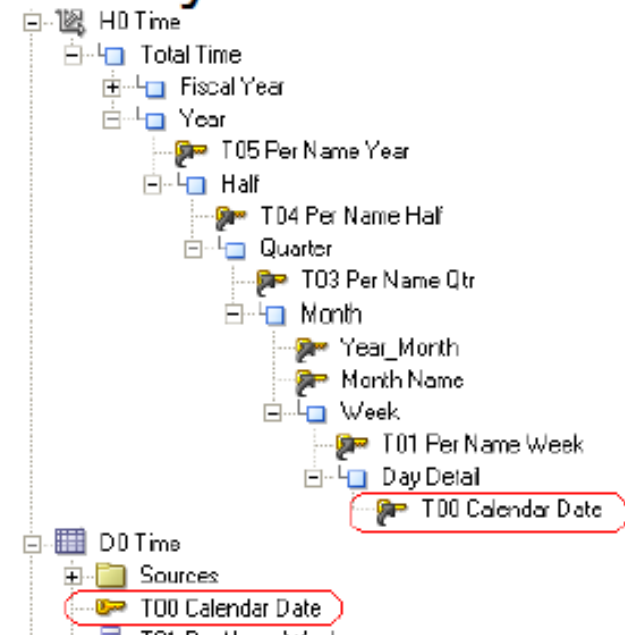 H0 Time
Total Time
Fiscal Year
Year
T05 Per Name Year
Half
T04 Per Name Half
Quarter
T03 Per Name Qtr
Month
Year_Month
Month Name
Week
T01 Per Name Week
Day Detail
T00 Calendar Date
D0 Time
Sources
T00 Calendar Date